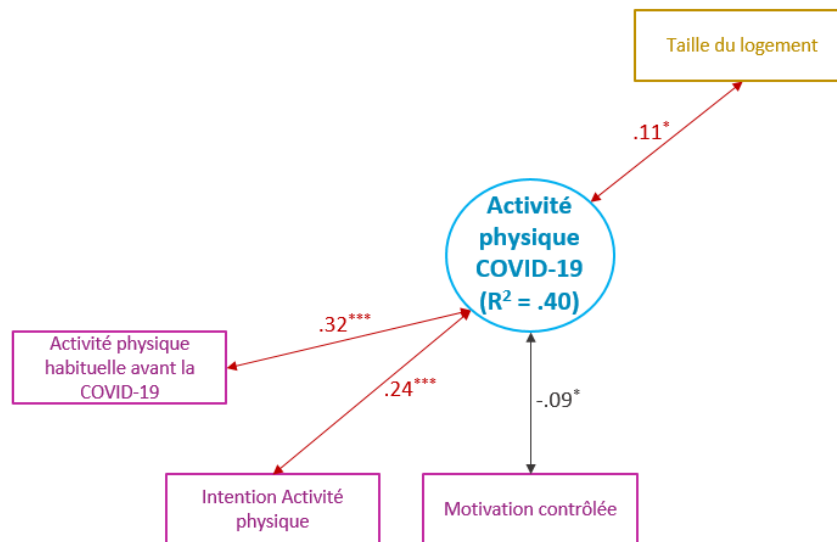 Taille du logement
.11*
Activité
physique
COVID-19
(R² = .40)
.32***
Activité physique
habituelle avant la
COVID-19
.24***
-.09*
Intention Activité
physique
Motivation contrôlée